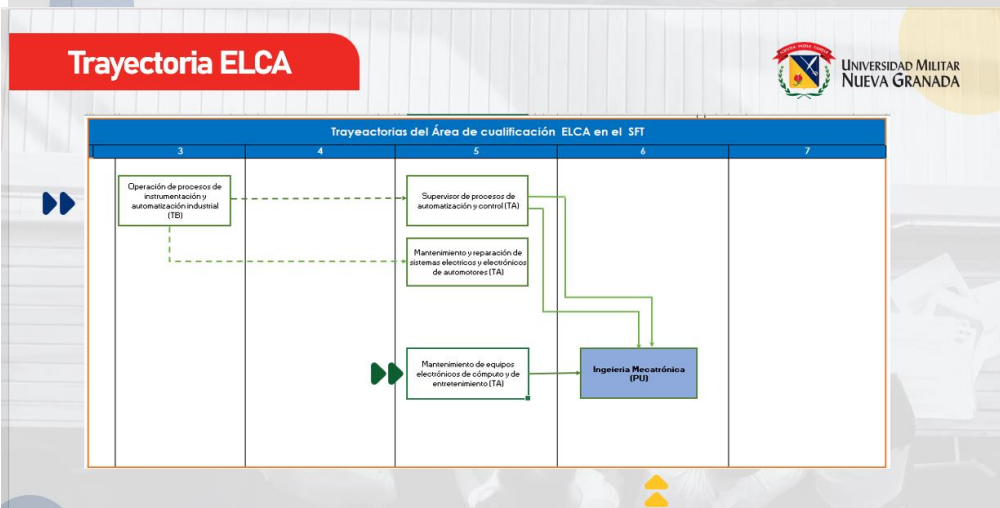 Trayectoria ELCA
UNIVERSIDAD MILITAR
NUEVA GRANADA
Trayeactorias del Área de cualificación ELCA en el SFT
3 4 5 6 7
Operación de procesos de
instrumentación y
automatización industrial
(TB)
Supervisor de procesos de
automatización y control (TA)
Mantenimiento y reparación de
sistemas electricos y electrónicos
de automotores (TA)
Mantenimiento de equipos
electrónicos de cómputo y de
entretenimiento (TA)
Ingeieria Mecatrónica
(PU)